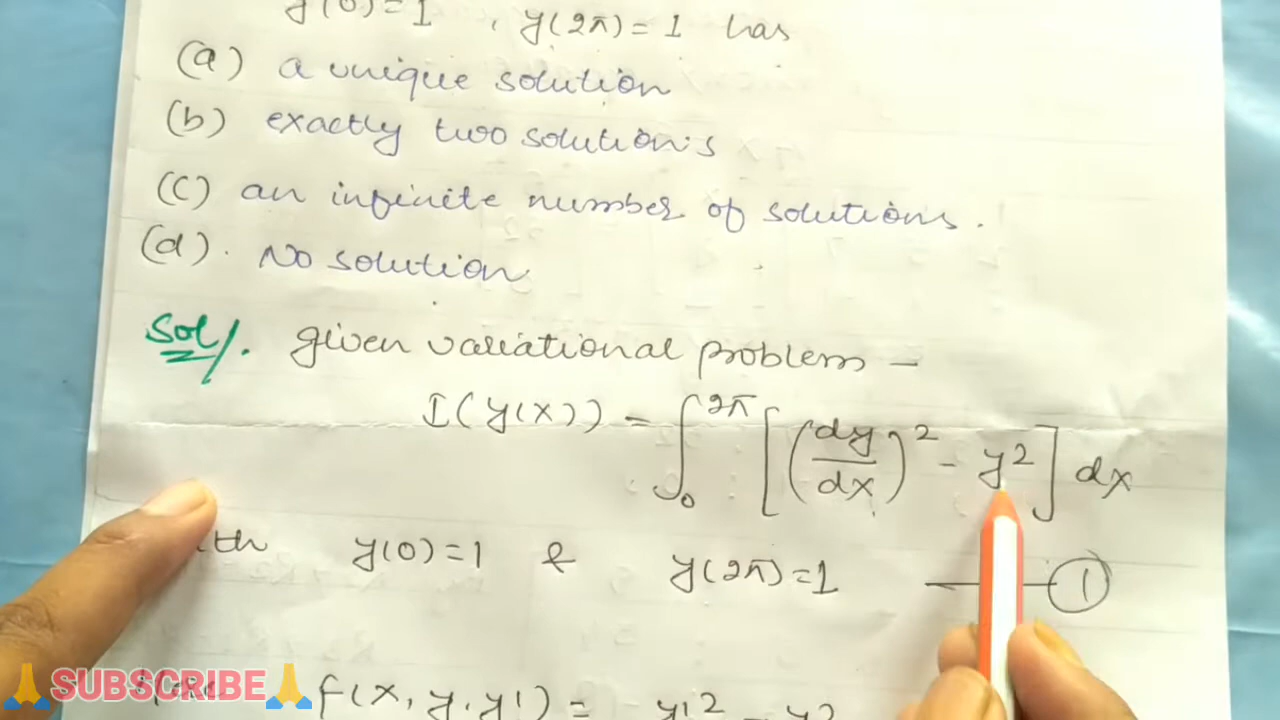 y(0)=1 , y(2π)=1 has
(a) a unique solution
(b) exactly two solution's
(c) an infinite number of solutions.
(d). No solution
Sol/. given variational problem –
I(y(x)) = ∫₀^2π [(dy/dx)² - y²] dx
y(0)=1 & y(2π)=1 —— ①
f(x, y, y') = y'² - y²
🙏SUBSCRIBE🙏